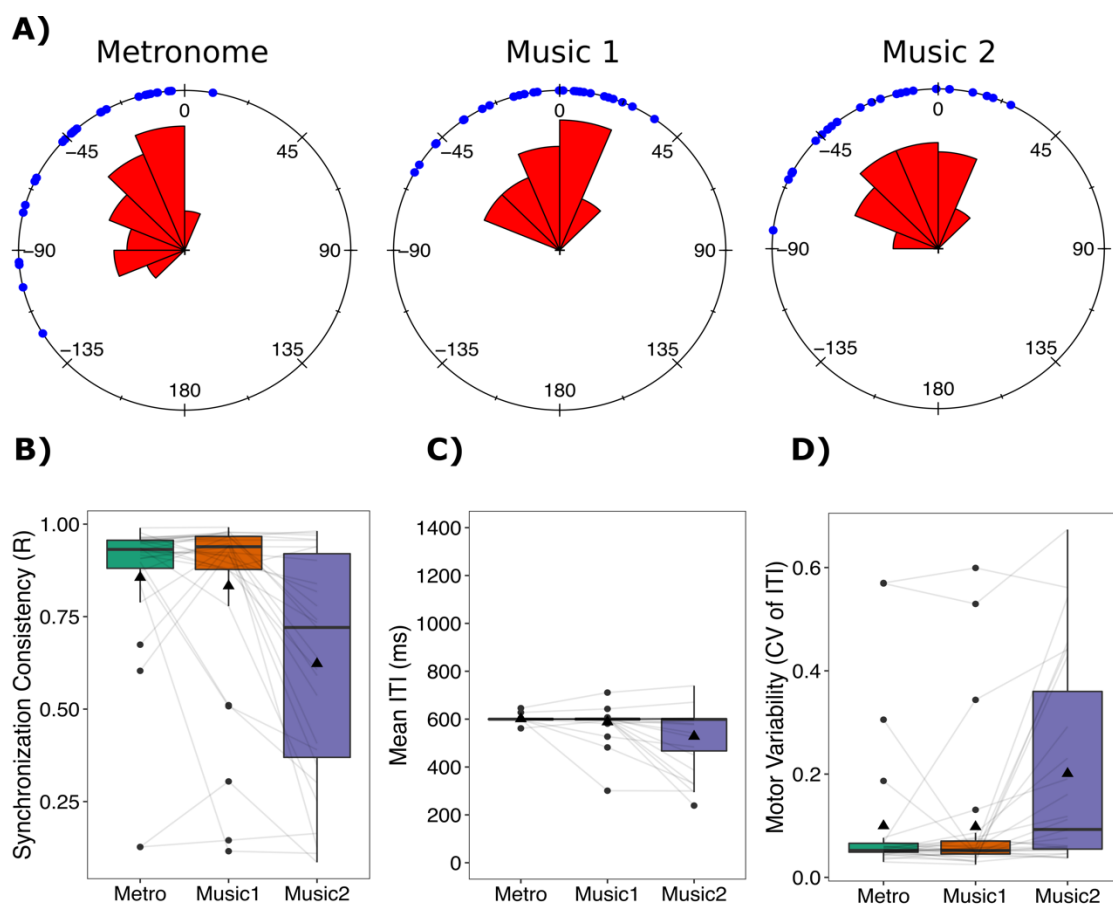 A)
Metronome
Music 1
Music 2
0
45
90
135
180
−135
−90
−45
0
45
90
135
180
−135
−90
−45
0
45
90
135
180
−135
−90
−45
B)
C)
D)
Synchronization Consistency (R)
1.00
0.75
0.50
0.25
Metro
Music1
Music2
Mean ITI (ms)
1400
1200
1000
800
600
400
200
0
Metro
Music1
Music2
Motor Variability (CV of ITI)
0.6
0.4
0.2
0.0
Metro
Music1
Music2